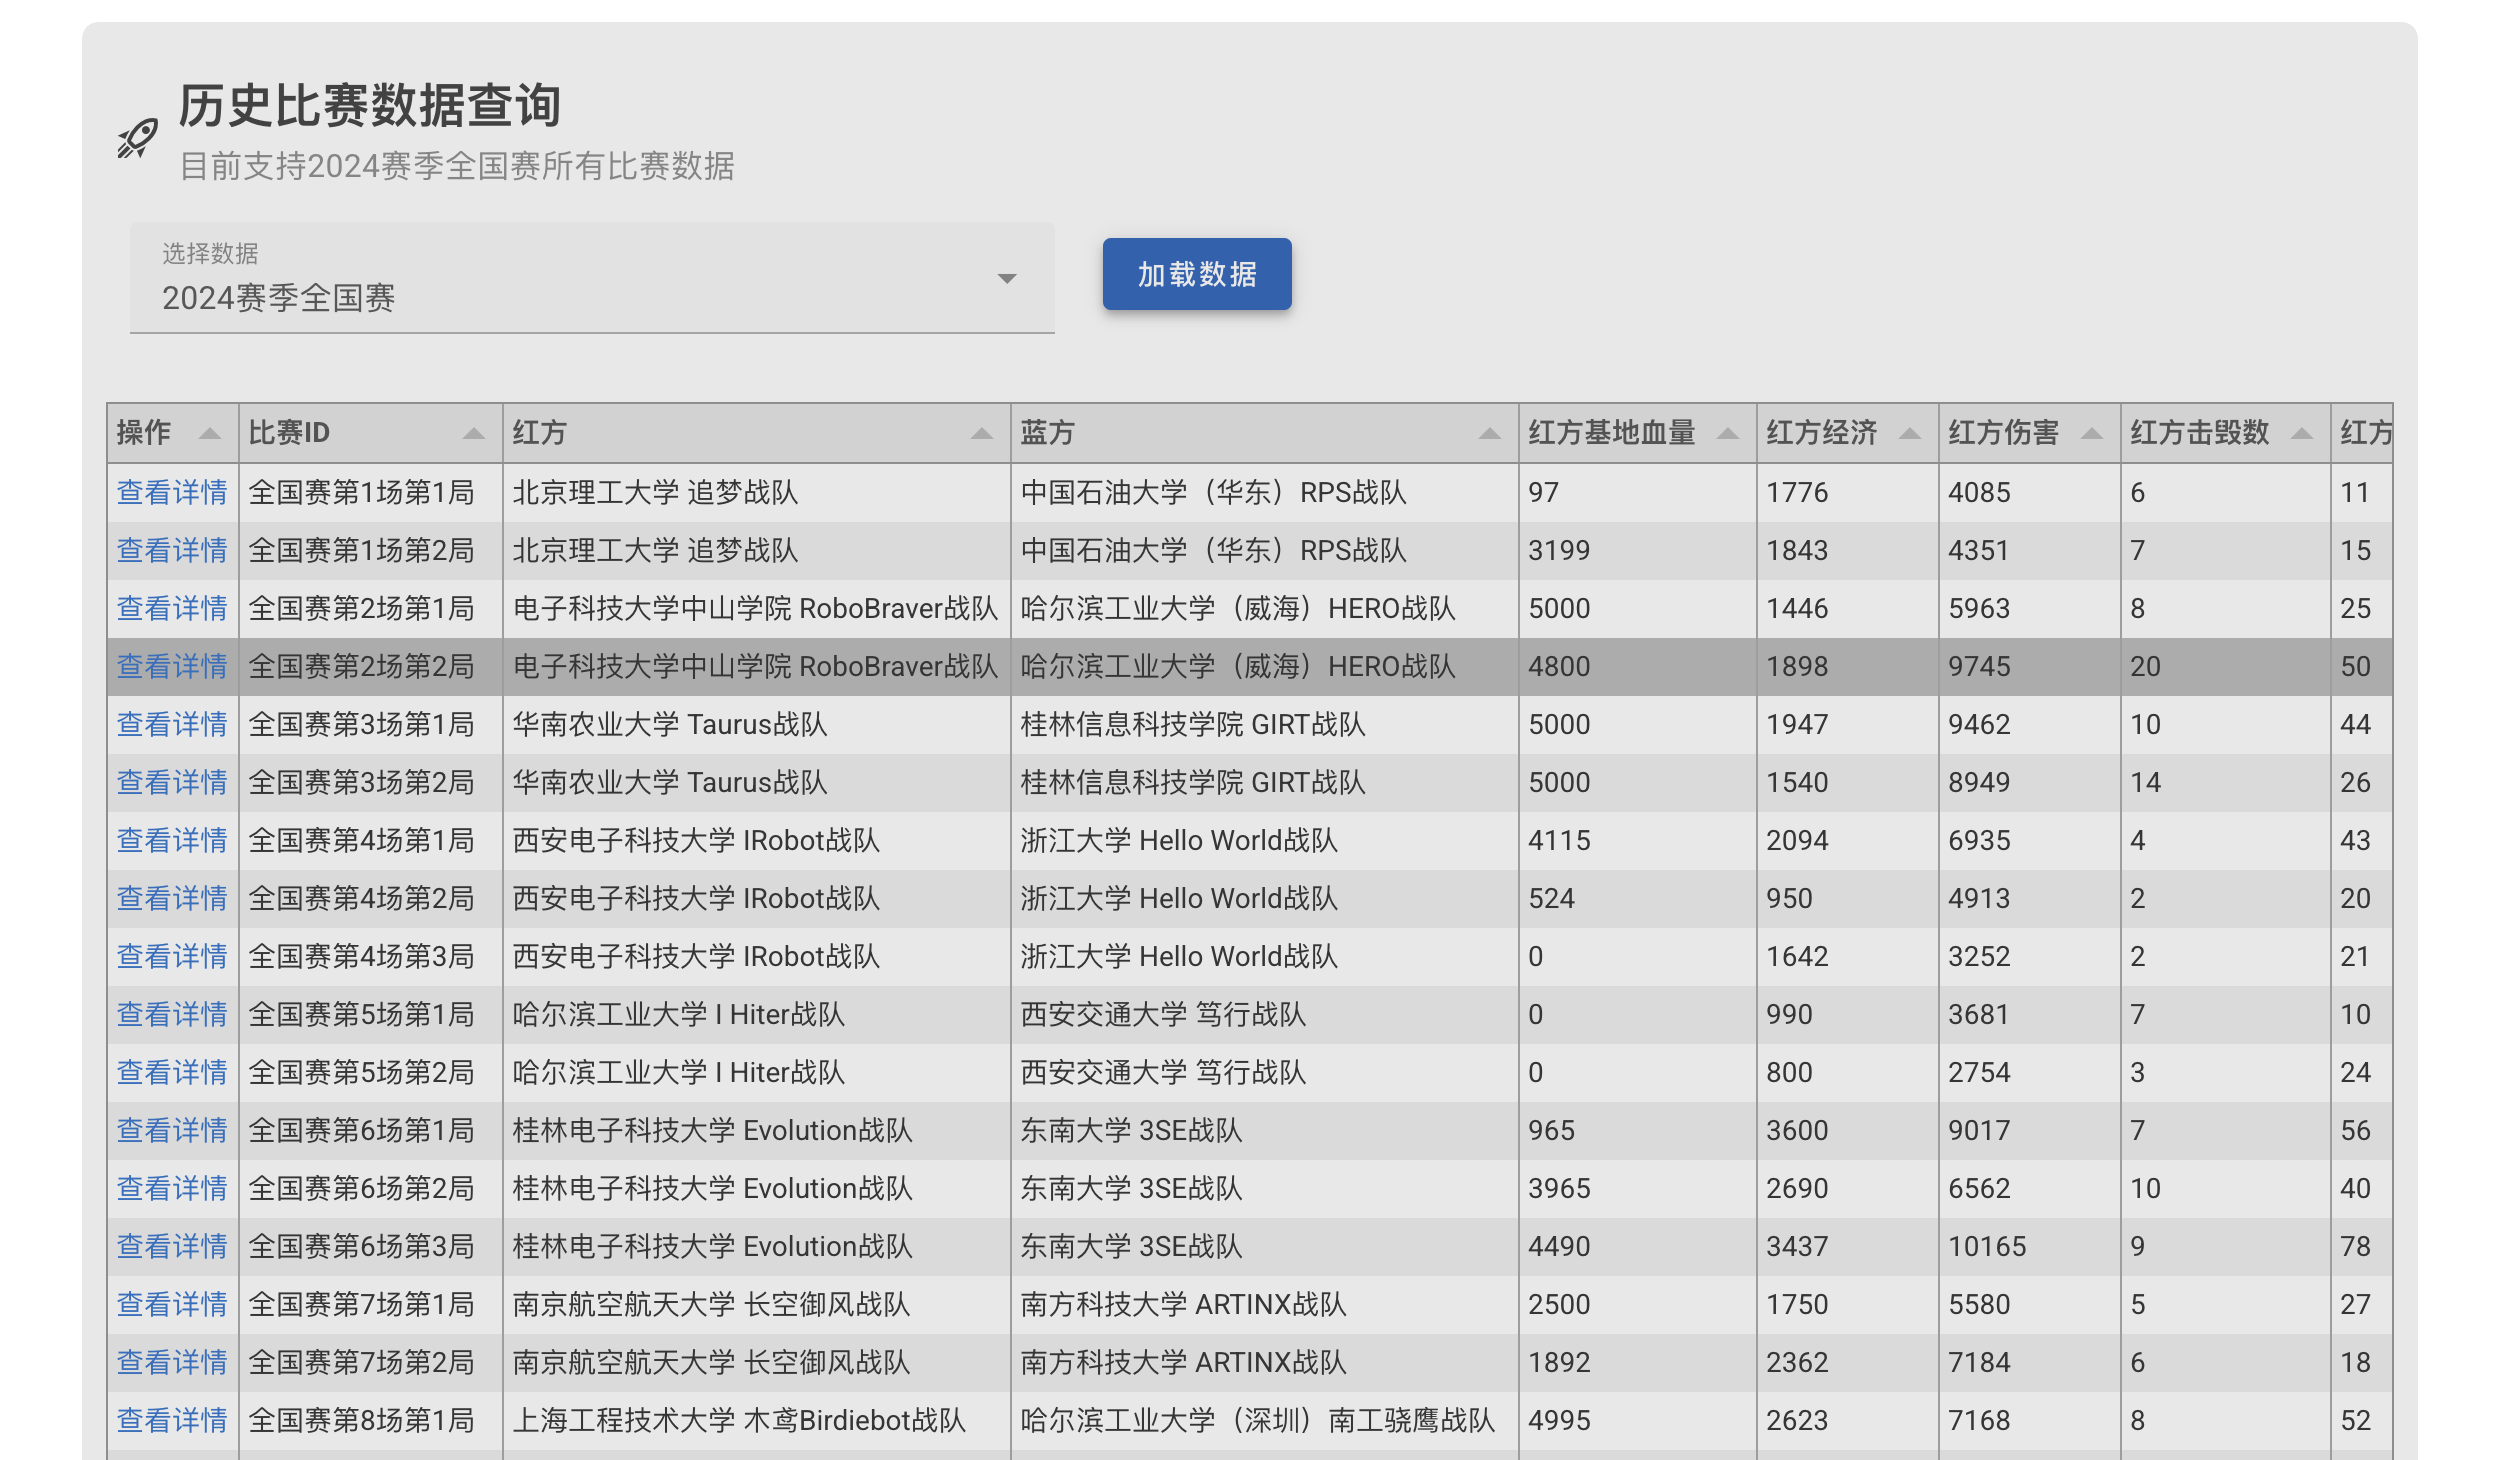 历史比赛数据查询
目前支持2024赛季全国赛所有比赛数据
选择数据
2024赛季全国赛
加载数据
操作 比赛ID 红方 蓝方 红方基地血量 红方经济 红方伤害 红方击毁数 红方
查看详情 全国赛第1场第1局 北京理工大学 追梦战队 中国石油大学（华东）RPS战队 97 1776 4085 6 11
查看详情 全国赛第1场第2局 北京理工大学 追梦战队 中国石油大学（华东）RPS战队 3199 1843 4351 7 15
查看详情 全国赛第2场第1局 电子科技大学中山学院 RoboBraver战队 哈尔滨工业大学（威海）HERO战队 5000 1446 5963 8 25
查看详情 全国赛第2场第2局 电子科技大学中山学院 RoboBraver战队 哈尔滨工业大学（威海）HERO战队 4800 1898 9745 20 50
查看详情 全国赛第3场第1局 华南农业大学 Taurus战队 桂林信息科技学院 GIRT战队 5000 1947 9462 10 44
查看详情 全国赛第3场第2局 华南农业大学 Taurus战队 桂林信息科技学院 GIRT战队 5000 1540 8949 14 26
查看详情 全国赛第4场第1局 西安电子科技大学 IRobot战队 浙江大学 Hello World战队 4115 2094 6935 4 43
查看详情 全国赛第4场第2局 西安电子科技大学 IRobot战队 浙江大学 Hello World战队 524 950 4913 2 20
查看详情 全国赛第4场第3局 西安电子科技大学 IRobot战队 浙江大学 Hello World战队 0 1642 3252 2 21
查看详情 全国赛第5场第1局 哈尔滨工业大学 I Hiter战队 西安交通大学 笃行战队 0 990 3681 7 10
查看详情 全国赛第5场第2局 哈尔滨工业大学 I Hiter战队 西安交通大学 笃行战队 0 800 2754 3 24
查看详情 全国赛第6场第1局 桂林电子科技大学 Evolution战队 东南大学 3SE战队 965 3600 9017 7 56
查看详情 全国赛第6场第2局 桂林电子科技大学 Evolution战队 东南大学 3SE战队 3965 2690 6562 10 40
查看详情 全国赛第6场第3局 桂林电子科技大学 Evolution战队 东南大学 3SE战队 4490 3437 10165 9 78
查看详情 全国赛第7场第1局 南京航空航天大学 长空御风战队 南方科技大学 ARTINX战队 2500 1750 5580 5 27
查看详情 全国赛第7场第2局 南京航空航天大学 长空御风战队 南方科技大学 ARTINX战队 1892 2362 7184 6 18
查看详情 全国赛第8场第1局 上海工程技术大学 木鸢Birdiebot战队 哈尔滨工业大学（深圳）南工骁鹰战队 4995 2623 7168 8 52